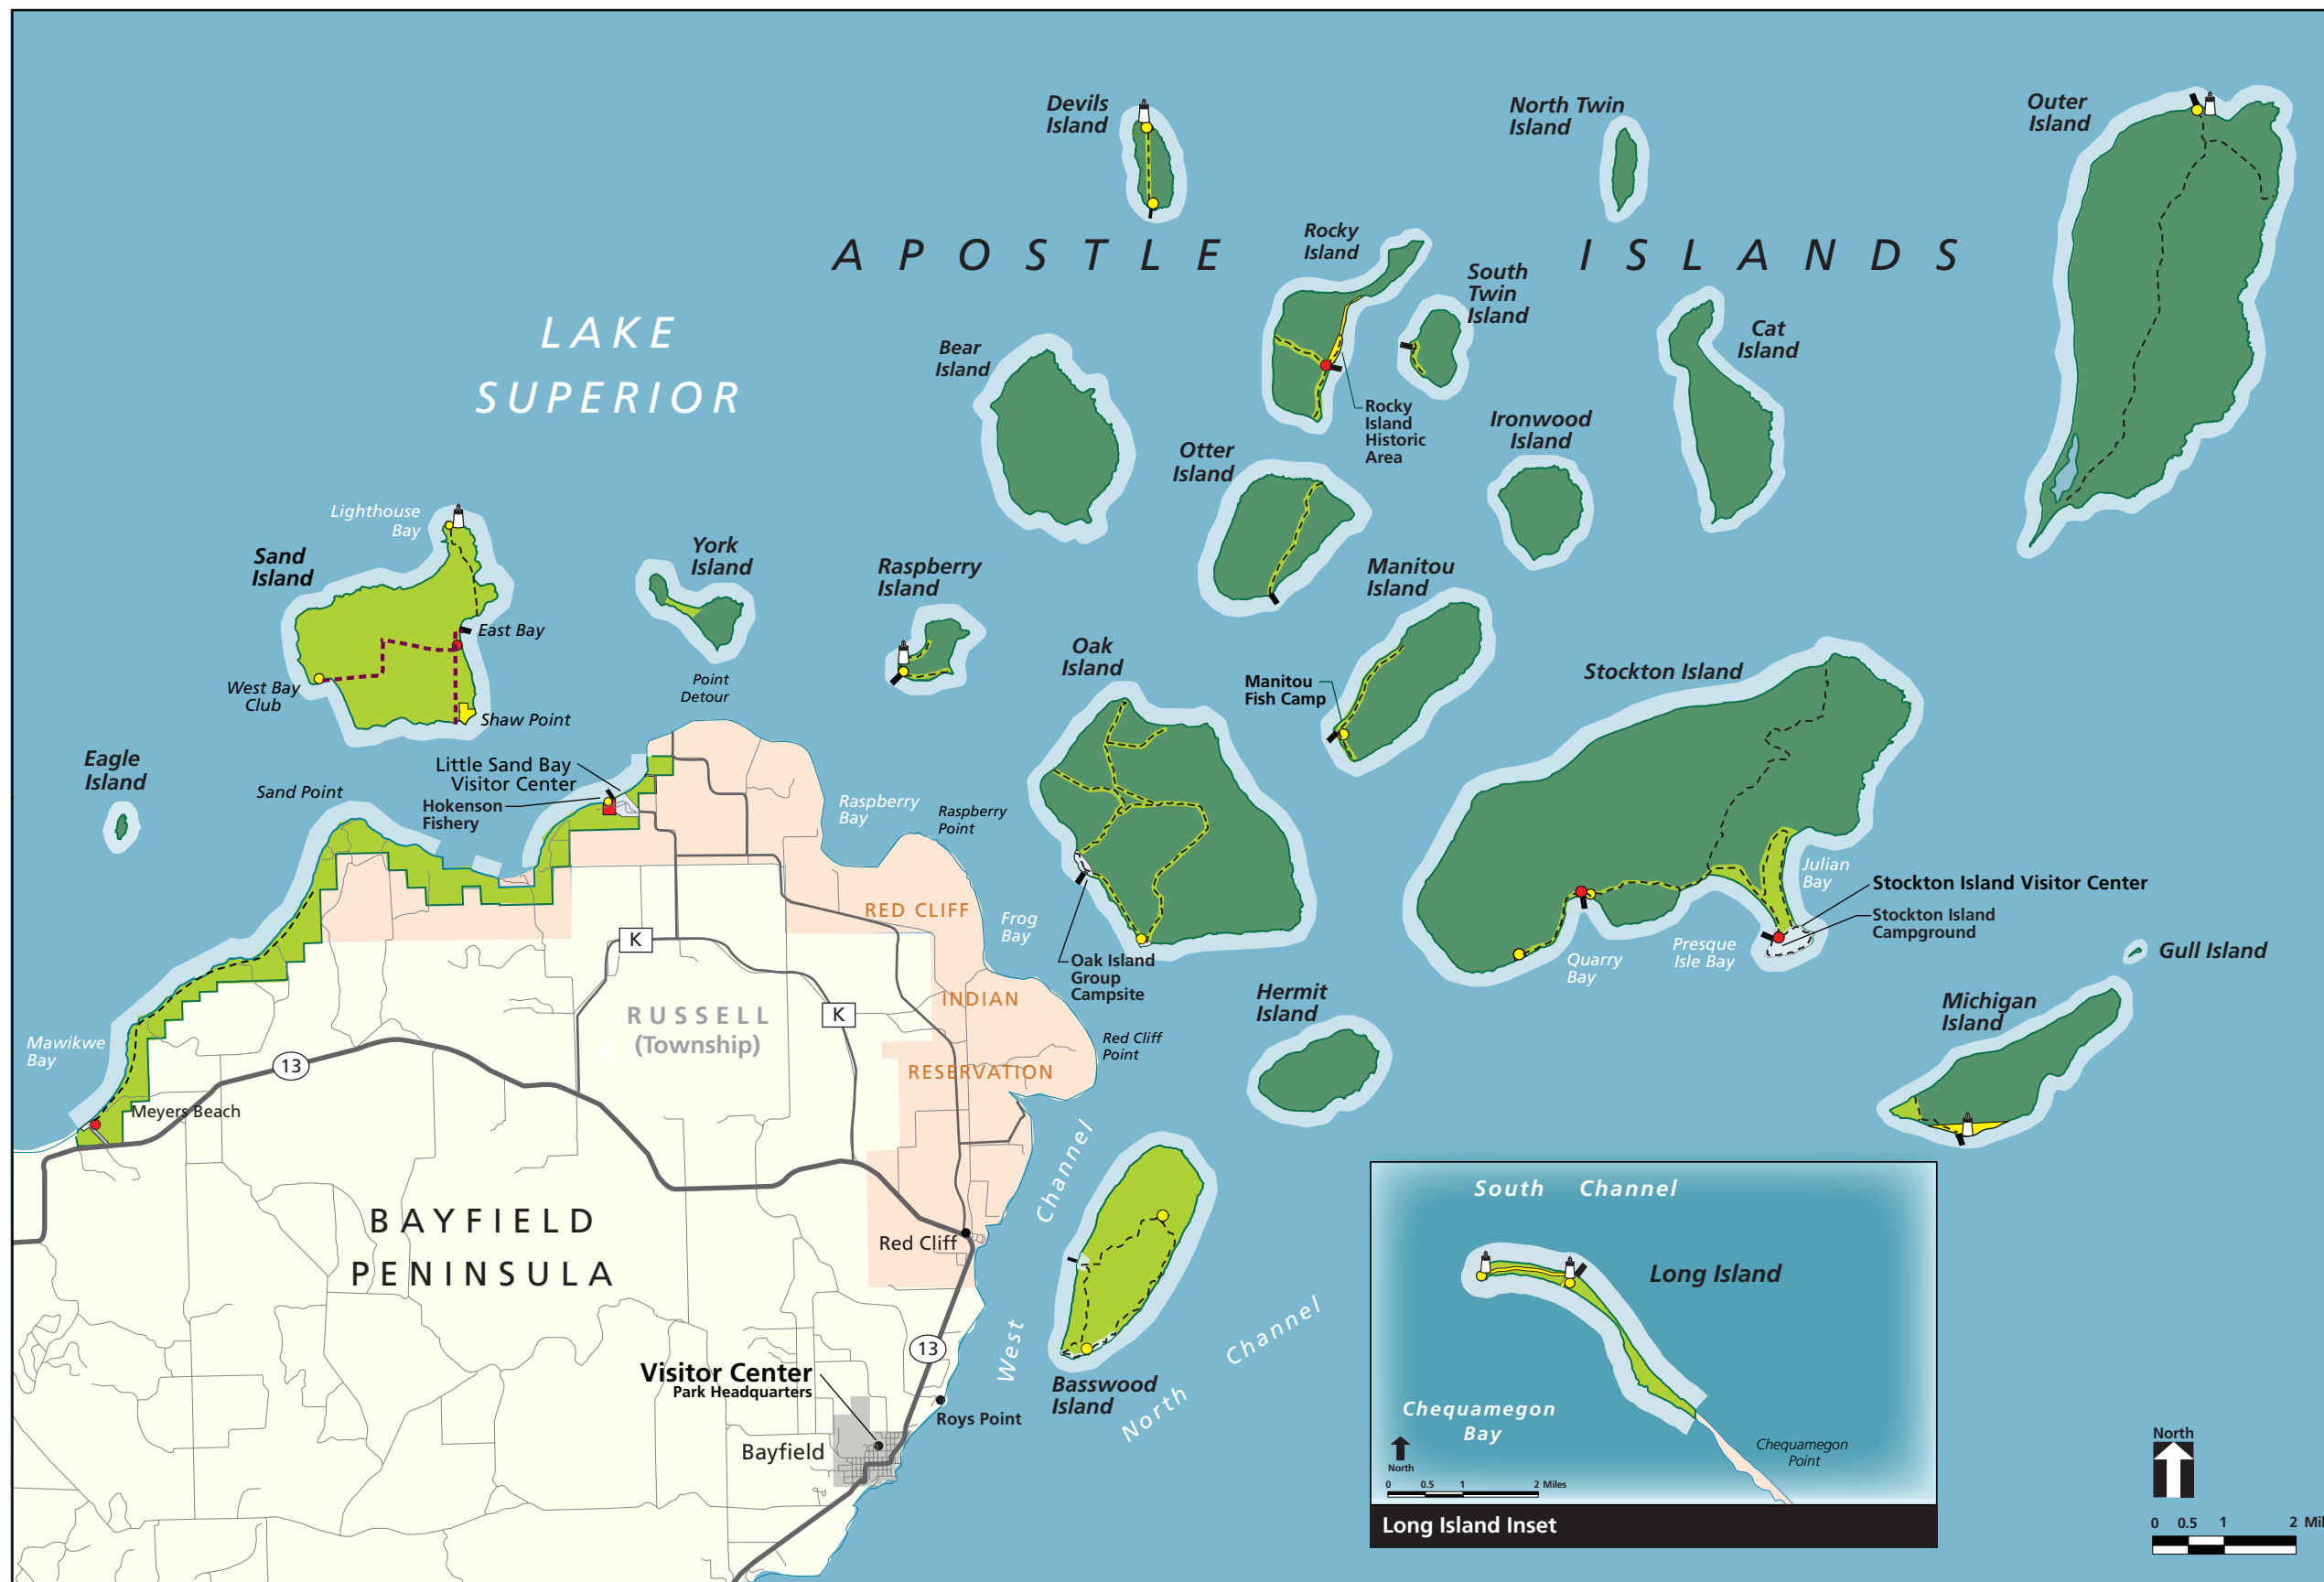 Devils
Island
North Twin
Island
Outer
Island
APOSTLE ISLANDS
Rocky
Island
South
Twin
Island
LAKE
SUPERIOR
Bear
Island
Cat
Island
Rocky
Island
Historic
Area
Ironwood
Island
Otter
Island
Lighthouse
Bay
Sand
Island
York
Island
Raspberry
Island
Manitou
Island
East Bay
Oak
Island
Stockton Island
West Bay
Club
Point
Detour
Manitou
Fish Camp
Shaw Point
Eagle
Island
Little Sand Bay
Visitor Center
Sand Point
Hokenson
Fishery
Raspberry
Bay
Raspberry
Point
Julian
Bay
Stockton Island Visitor Center
Stockton Island
Campground
RED CLIFF
Frog
Bay
K
Presque
Isle Bay
Quarry
Bay
Gull Island
Oak Island
Group
Campsite
INDIAN
Hermit
Island
Michigan
Island
RUSSELL
(Township)
K
Mawikwe
Bay
Red Cliff
Point
13
RESERVATION
Meyers Beach
South Channel
BAYFIELD
PENINSULA
Red Cliff
West Channel
Long Island
North Channel
13
Visitor Center
Park Headquarters
Basswood
Island
Roys Point
Chequamegon
Bay
Bayfield
Chequamegon
Point
North
North
0 0.5 1 2 Miles
Long Island Inset
0 0.5 1 2 Mil